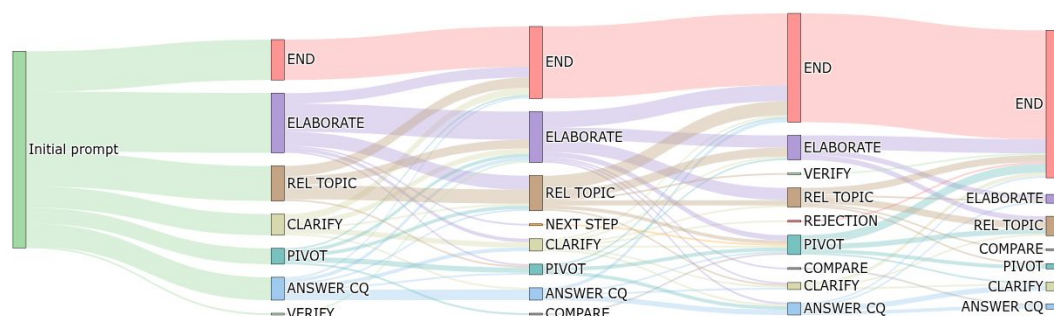 Initial prompt
END
ELABORATE
REL TOPIC
CLARIFY
PIVOT
ANSWER CQ
VERIFY
END
ELABORATE
REL TOPIC
NEXT STEP
CLARIFY
PIVOT
ANSWER CQ
COMPARE
END
ELABORATE
VERIFY
REL TOPIC
REJECTION
PIVOT
COMPARE
CLARIFY
ANSWER CQ
END
ELABORATE
REL TOPIC
COMPARE
PIVOT
CLARIFY
ANSWER CQ